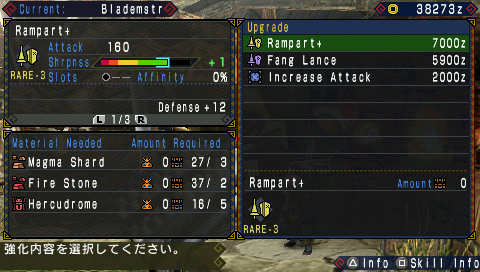 Current: Blademstr
38273z
Rampart+
Attack 160
Shrpnss +1
RARE-3 Slots ●—— Affinity 0%
Defense+12
L 1/3 R
Material Needed Amount Required
Magma Shard 0 27/ 3
Fire Stone 0 37/ 2
Hercudrome 0 16/ 5
Upgrade
Rampart+ 7000z
Fang Lance 5900z
Increase Attack 2000z
Rampart+ Amount 0
RARE-3
強化内容を選択してください。
△Info □Skill Info